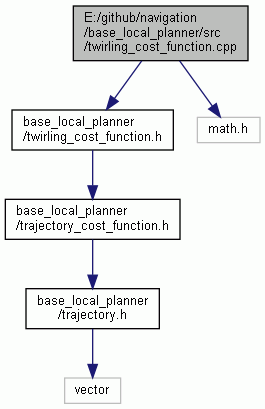 E:/github/navigation
/base_local_planner/src
/twirling_cost_function.cpp
base_local_planner
/twirling_cost_function.h
math.h
base_local_planner
/trajectory_cost_function.h
base_local_planner
/trajectory.h
vector